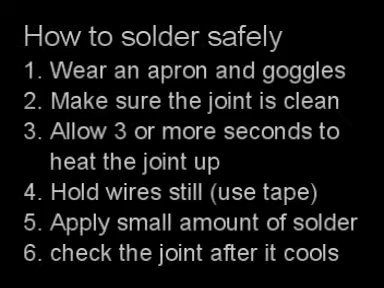 How to solder safely
1. Wear an apron and goggles
2. Make sure the joint is clean
3. Allow 3 or more seconds to
heat the joint up
4. Hold wires still (use tape)
5. Apply small amount of solder
6. check the joint after it cools